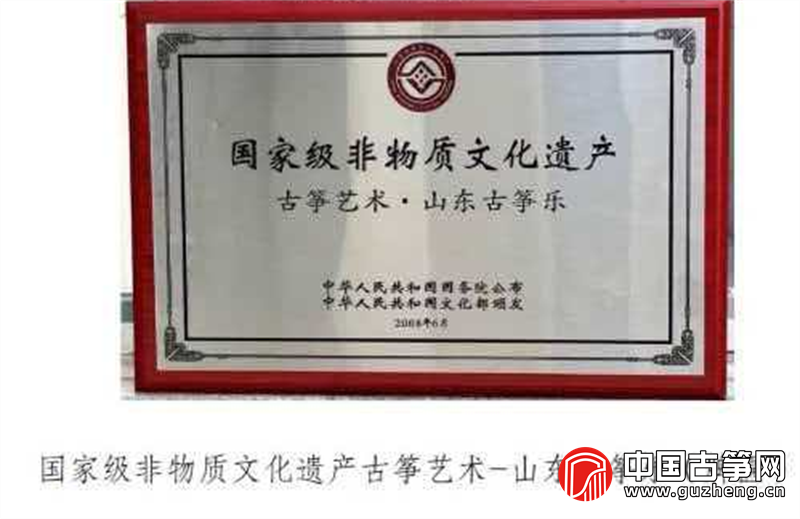 国家级非物质文化遗产
古筝艺术·山东古筝乐
中华人民共和国国务院公布
中华人民共和国文化部颁发
2008年6月
国家级非物质文化遗产古筝艺术-山东
中国古筝网
www.guzheng.cn